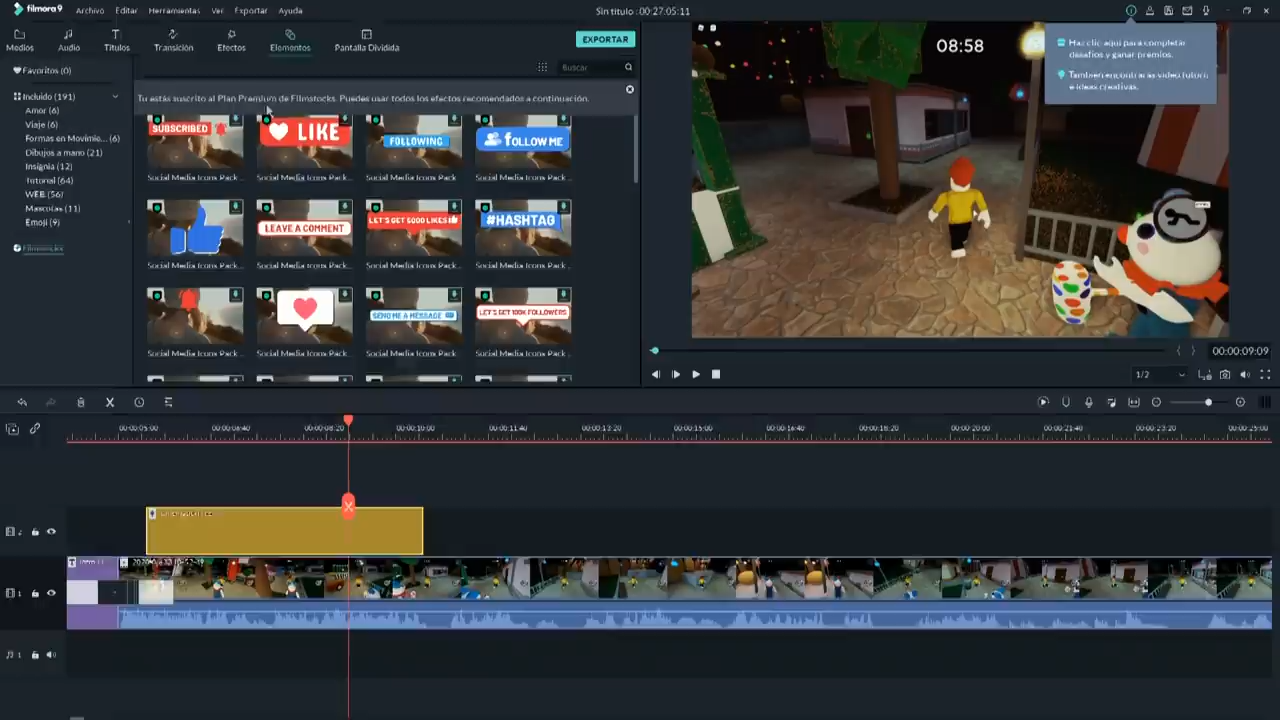 filmora9 Archivo Editar Herramientas Ver Exportar Ayuda
Sin título : 00:27:05:11
Medios Audio Títulos Transición Efectos Elementos Pantalla Dividida
EXPORTAR
Favoritos (0)
Buscar
Incluido (191)
Amor (6)
Viaje (6)
Formas en Movimie... (6)
Dibujos a mano (21)
Insignia (12)
Tutorial (64)
WEB (56)
Mascotas (11)
Emoji (9)
Filmstocks
Tu estás suscrito al Plan Premium de Filmstocks. Puedes usar todos los efectos recomendados a continuación.
SUBSCRIBED LIKE FOLLOWING FOLLOW ME
Social Media Icons Pack... Social Media Icons Pack... Social Media Icons Pack... Social Media Icons Pack...
LEAVE A COMMENT LET'S GET 5000 LIKES #HASHTAG
Social Media Icons Pack... Social Media Icons Pack... Social Media Icons Pack... Social Media Icons Pack...
SEND ME A MESSAGE LET'S GET 100K FOLLOWERS
Social Media Icons Pack... Social Media Icons Pack... Social Media Icons Pack... Social Media Icons Pack...
08:58
Haz clic aquí para completar
desafíos y ganar premios.
También encontrarás video tutori
e ideas creativas.
00:00:09:09
1/2
00:00:05:00 00:00:06:40 00:00:08:20 00:00:10:00 00:00:11:40 00:00:13:20 00:00:15:00 00:00:16:40 00:00:18:20 00:00:20:00 00:00:21:40 00:00:23:20 00:00:25:00
2
1
1